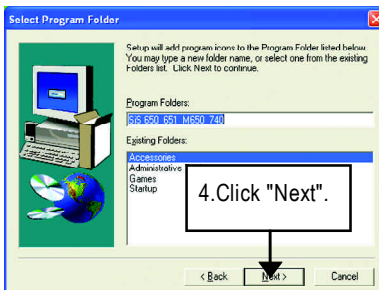 Select Program Folder
Setup will add program icons to the Program Folder listed below.
You may type a new folder name, or select one from the existing
Folders list. Click Next to continue.
Program Folders:
SiS 650_651_M650_740
Existing Folders:
Accessories
Administrative
Games
Startup
4.Click "Next".
< Back
Next >
Cancel